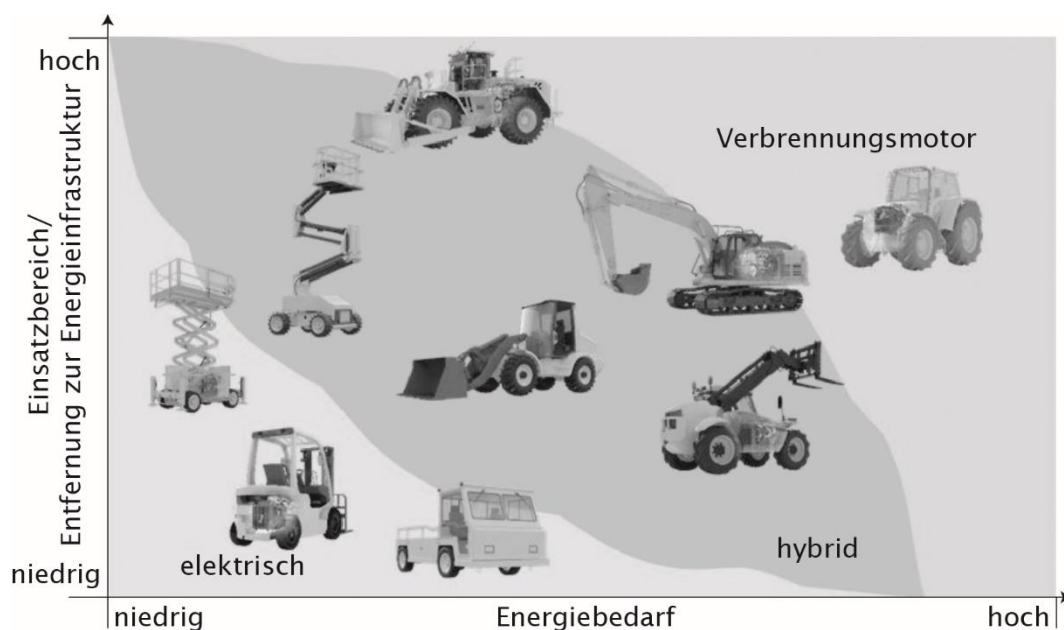 hoch
Einsatzbereich/
Entfernung zur Energieinfrastruktur
niedrig
Verbrennungsmotor
elektrisch
hybrid
niedrig
Energiebedarf
hoch